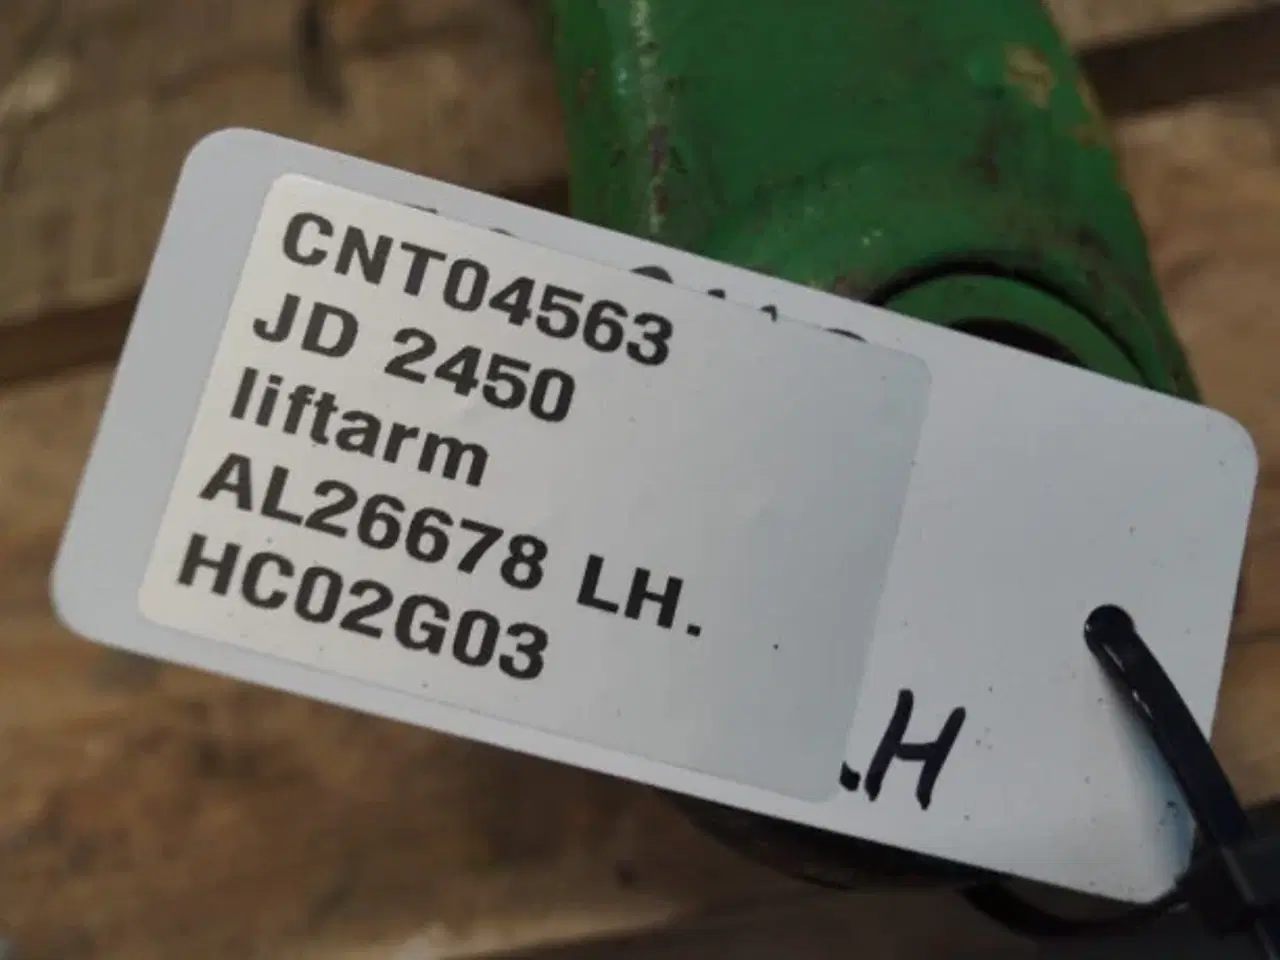 CNT04563
JD 2450
liftarm
AL26678 LH.
HC02G03
.H